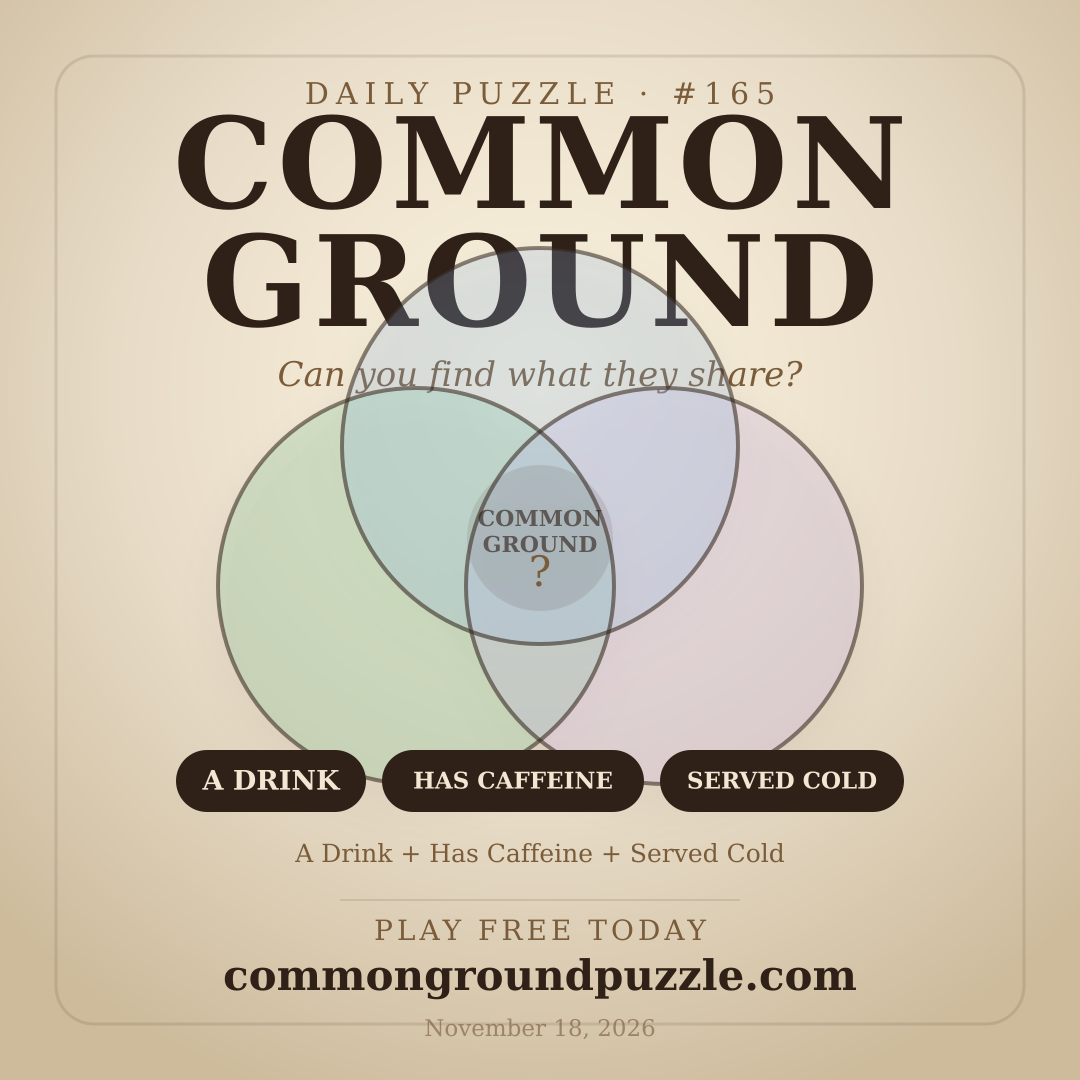 DAILY PUZZLE · #165
COMMON
GROUND
Can you find what they share?
COMMON
GROUND
?
A DRINK
HAS CAFFEINE
SERVED COLD
A Drink + Has Caffeine + Served Cold
PLAY FREE TODAY
commongroundpuzzle.com
November 18, 2026